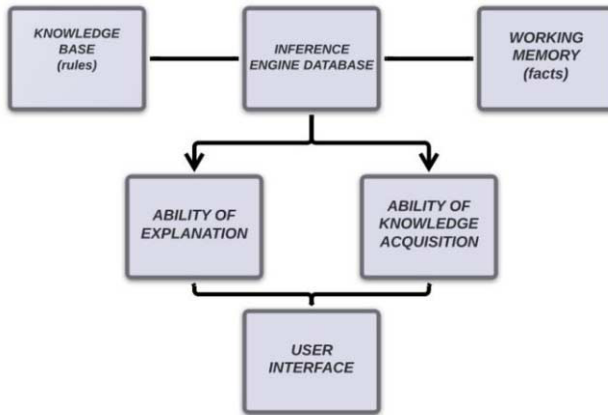 KNOWLEDGE
BASE
(rules)
INFERENCE
ENGINE DATABASE
WORKING
MEMORY
(facts)
ABILITY OF
EXPLANATION
ABILITY OF
KNOWLEDGE
ACQUISITION
USER
INTERFACE